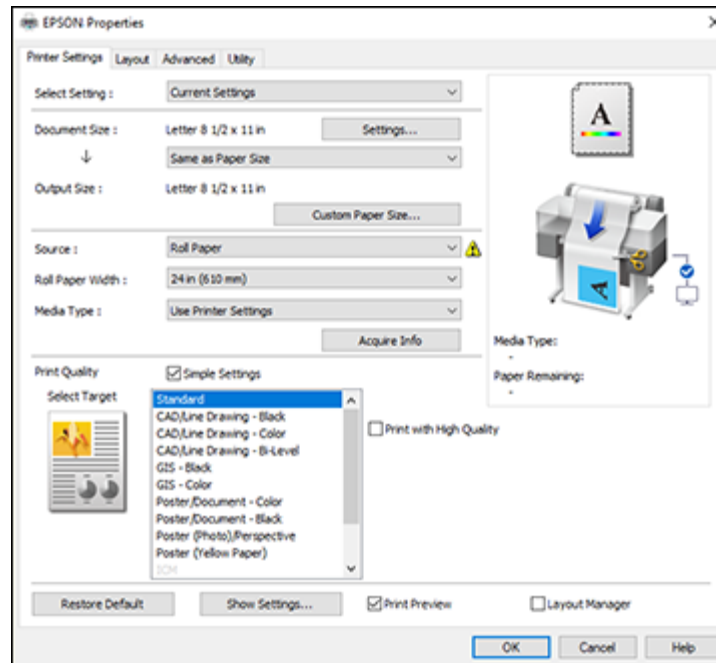 EPSON Properties
Printer Settings Layout Advanced Utility
Select Setting : Current Settings
Document Size : Letter 8 1/2 x 11 in Settings...
Same as Paper Size
Output Size : Letter 8 1/2 x 11 in
Custom Paper Size...
Source : Roll Paper
Roll Paper Width : 24 in (610 mm)
Media Type : Use Printer Settings
Acquire Info
Print Quality Simple Settings
Select Target
Standard
CAD/Line Drawing - Black
CAD/Line Drawing - Color
CAD/Line Drawing - Bi-Level
GIS - Black
GIS - Color
Poster/Document - Color
Poster/Document - Black
Poster (Photo)/Perspective
Poster (Yellow Paper)
ICM
Print with High Quality
A
A
Media Type:
-
Paper Remaining:
-
Restore Default Show Settings... Print Preview Layout Manager
OK Cancel Help